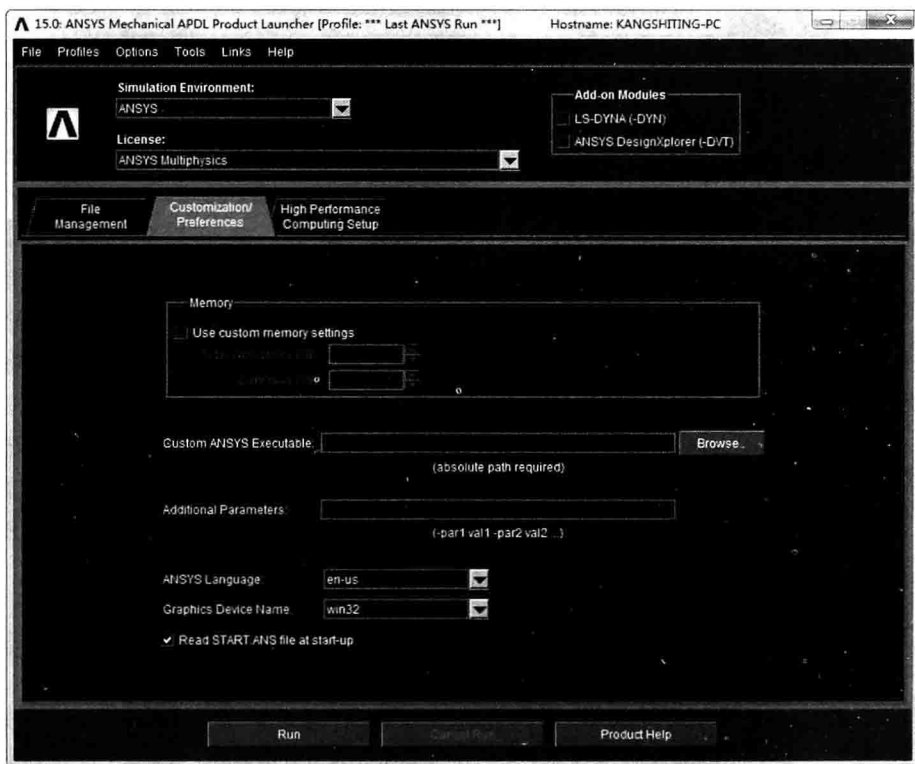 15.0: ANSYS Mechanical APDL Product Launcher [Profile: *** Last ANSYS Run ***] Hostname: KANGSHITING-PC
File Profiles Options Tools Links Help
Simulation Environment:
ANSYS
License:
ANSYS Multiphysics
Add-on Modules
LS-DYNA (-DYN)
ANSYS DesignXplorer (-DVT)
File Management
Customization/ Preferences
High Performance Computing Setup
Memory
Use custom memory settings
Custom ANSYS Executable:
Browse...
(absolute path required)
Additional Parameters:
(-par1 val1 -par2 val2 ...)
ANSYS Language:
en-us
Graphics Device Name:
win32
Read START.ANS file at start-up
Run
Cancel Run
Product Help